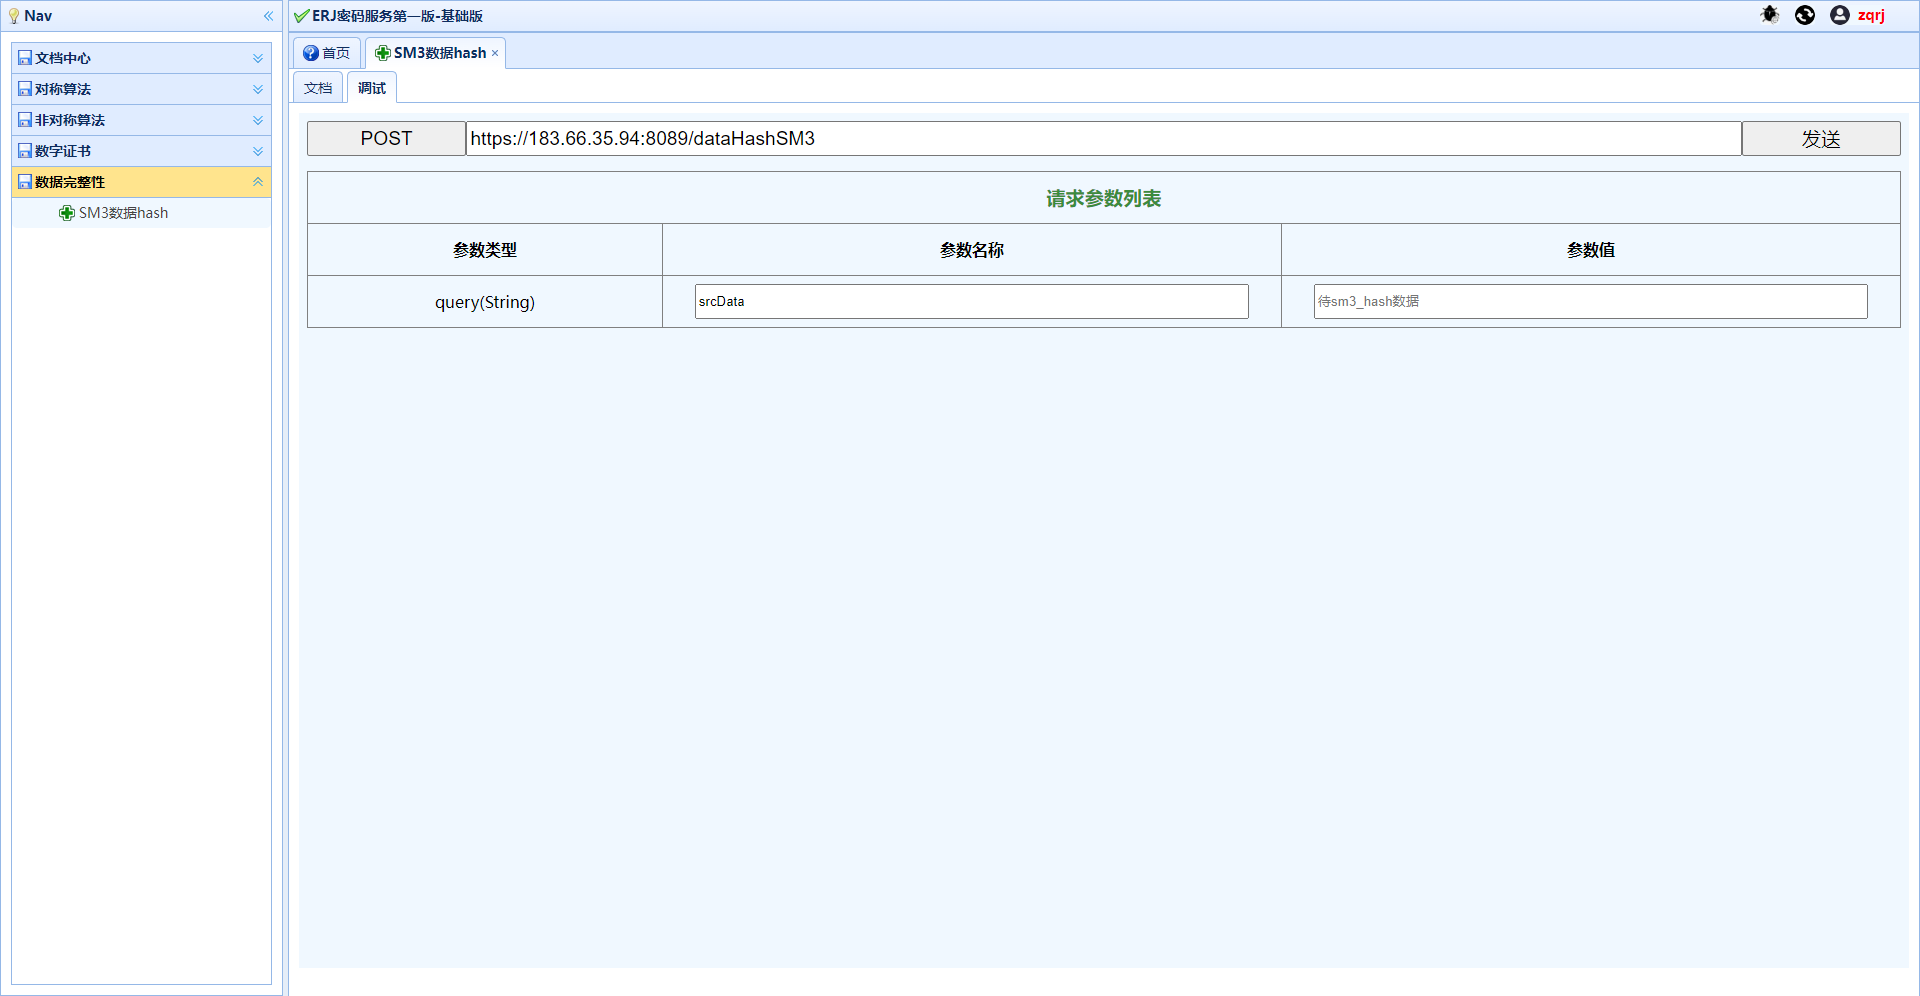 Nav
文档中心
对称算法
非对称算法
数字证书
数据完整性
SM3数据hash
ERJ密码服务第一版-基础版
zqrj
首页
SM3数据hash
文档
调试
POST
https://183.66.35.94:8089/dataHashSM3
发送
请求参数列表
参数类型 参数名称 参数值
query(String) srcData 待sm3_hash数据